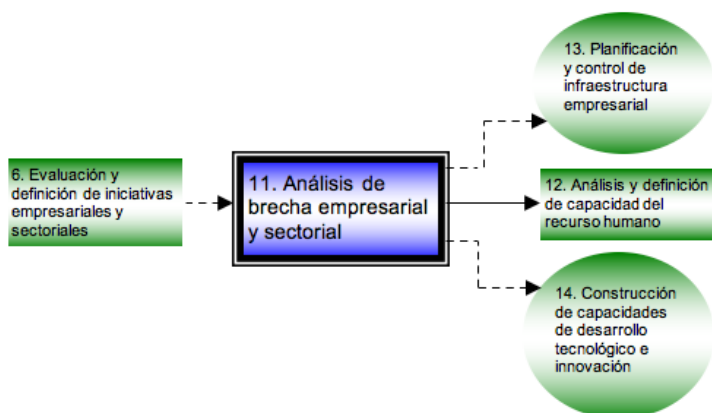 6. Evaluación y
definición de iniciativas
empresariales y
sectoriales
11. Análisis de
brecha empresarial
y sectorial
13. Planificación
y control de
infraestructura
empresarial
12. Análisis y definición
de capacidad del
recurso humano
14. Construcción
de capacidades
de desarrollo
tecnológico e
innovación